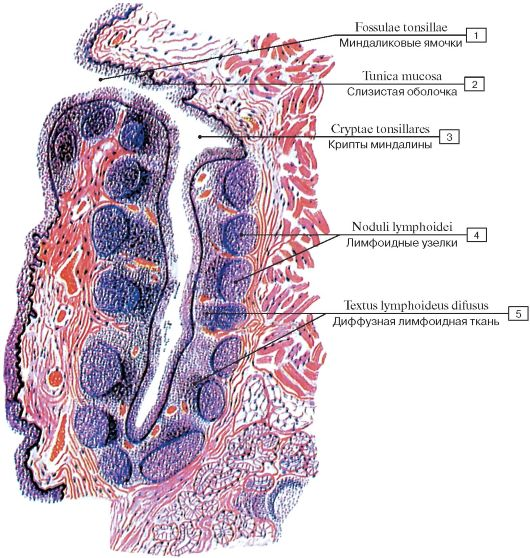 Fossulae tonsillae
Миндаликовые ямочки
1
Tunica mucosa
Слизистая оболочка
2
Cryptae tonsillares
Крипты миндалины
3
Noduli lymphoidei
Лимфоидные узелки
4
Textus lymphoideus difusus
Диффузная лимфоидная ткань
5